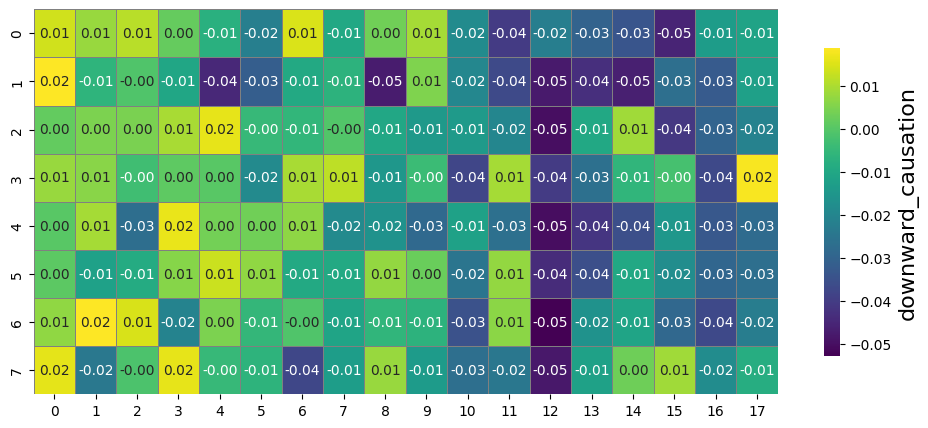 0 0.01 0.01 0.01 0.00 -0.01 -0.02 0.01 -0.01 0.00 0.01 -0.02 -0.04 -0.02 -0.03 -0.03 -0.05 -0.01 -0.01
1 0.02 -0.01 -0.00 -0.01 -0.04 -0.03 -0.01 -0.01 -0.05 0.01 -0.02 -0.04 -0.05 -0.04 -0.05 -0.03 -0.03 -0.01
2 0.00 0.00 0.00 0.01 0.02 -0.00 -0.01 -0.00 -0.01 -0.01 -0.01 -0.02 -0.05 -0.01 0.01 -0.04 -0.03 -0.02
3 0.01 0.01 -0.00 0.00 0.00 -0.02 0.01 0.01 -0.01 -0.00 -0.04 0.01 -0.04 -0.03 -0.01 -0.00 -0.04 0.02
4 0.00 0.01 -0.03 0.02 0.00 0.00 0.01 -0.02 -0.02 -0.03 -0.01 -0.03 -0.05 -0.04 -0.04 -0.01 -0.03 -0.03
5 0.00 -0.01 -0.01 0.01 0.01 0.01 -0.01 -0.01 0.01 0.00 -0.02 0.01 -0.04 -0.04 -0.01 -0.02 -0.03 -0.03
6 0.01 0.02 0.01 -0.02 0.00 -0.01 -0.00 -0.01 -0.01 -0.01 -0.03 0.01 -0.05 -0.02 -0.01 -0.03 -0.04 -0.02
7 0.02 -0.02 -0.00 0.02 -0.00 -0.01 -0.04 -0.01 0.01 -0.01 -0.03 -0.02 -0.05 -0.01 0.00 0.01 -0.02 -0.01
0 1 2 3 4 5 6 7 8 9 10 11 12 13 14 15 16 17
0.01
0.00
−0.01
−0.02
−0.03
−0.04
−0.05
downward_causation